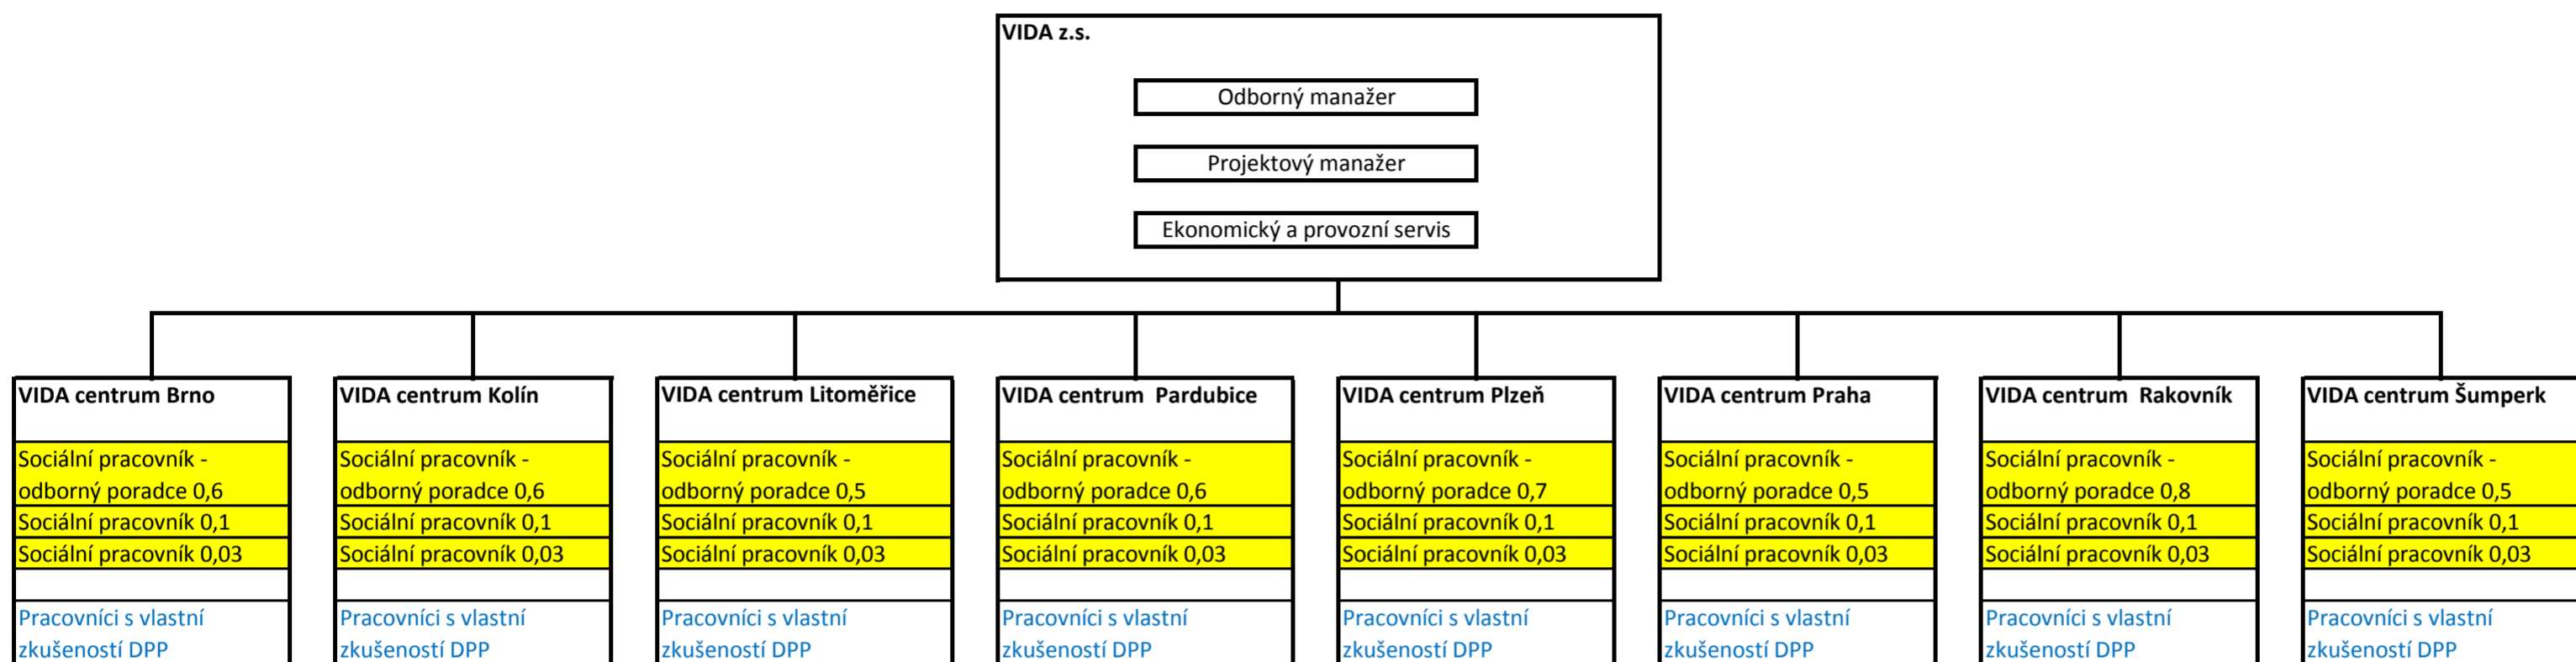 VIDA z.s.
Odborný manažer
Projektový manažer
Ekonomický a provozní servis
VIDA centrum Brno
Sociální pracovník -
odborný poradce 0,6
Sociální pracovník 0,1
Sociální pracovník 0,03
Pracovníci s vlastní
zkušeností DPP
VIDA centrum Kolín
Sociální pracovník -
odborný poradce 0,6
Sociální pracovník 0,1
Sociální pracovník 0,03
Pracovníci s vlastní
zkušeností DPP
VIDA centrum Litoměřice
Sociální pracovník -
odborný poradce 0,5
Sociální pracovník 0,1
Sociální pracovník 0,03
Pracovníci s vlastní
zkušeností DPP
VIDA centrum Pardubice
Sociální pracovník -
odborný poradce 0,6
Sociální pracovník 0,1
Sociální pracovník 0,03
Pracovníci s vlastní
zkušeností DPP
VIDA centrum Plzeň
Sociální pracovník -
odborný poradce 0,7
Sociální pracovník 0,1
Sociální pracovník 0,03
Pracovníci s vlastní
zkušeností DPP
VIDA centrum Praha
Sociální pracovník -
odborný poradce 0,5
Sociální pracovník 0,1
Sociální pracovník 0,03
Pracovníci s vlastní
zkušeností DPP
VIDA centrum Rakovník
Sociální pracovník -
odborný poradce 0,8
Sociální pracovník 0,1
Sociální pracovník 0,03
Pracovníci s vlastní
zkušeností DPP
VIDA centrum Šumperk
Sociální pracovník -
odborný poradce 0,5
Sociální pracovník 0,1
Sociální pracovník 0,03
Pracovníci s vlastní
zkušeností DPP